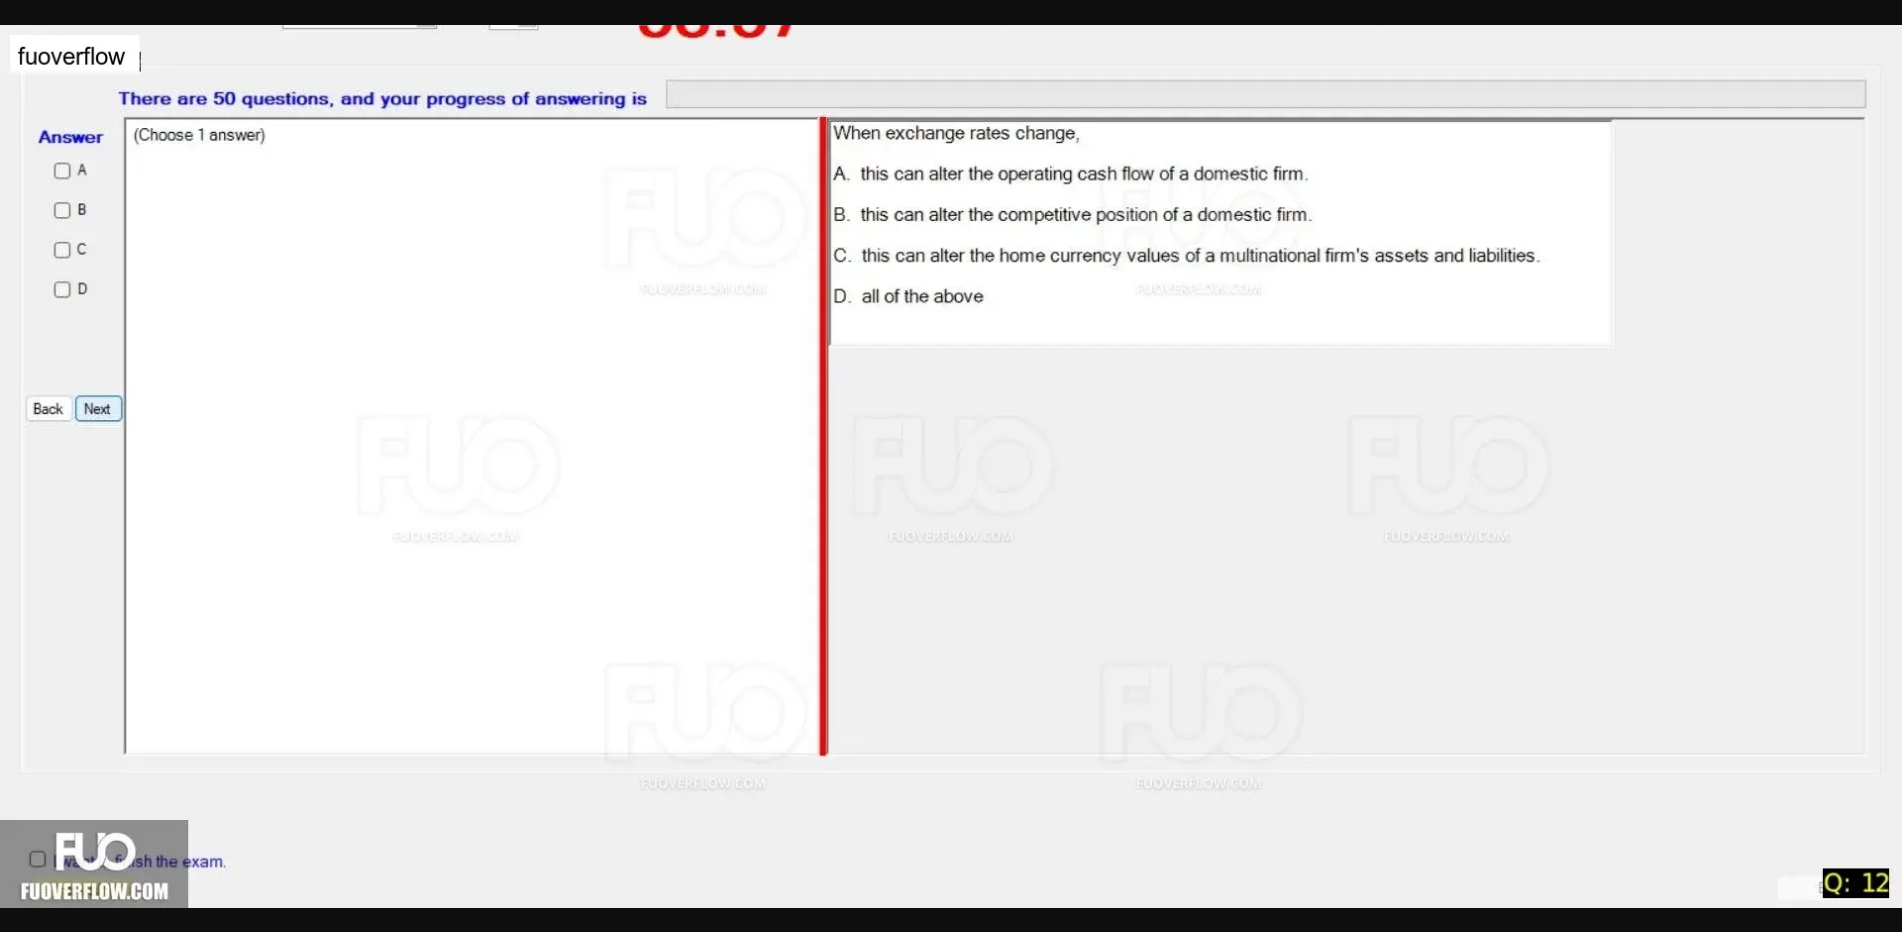 fuoverflow
There are 50 questions, and your progress of answering is
Answer
(Choose 1 answer)
A
B
C
D
Back Next
When exchange rates change,
A. this can alter the operating cash flow of a domestic firm.
B. this can alter the competitive position of a domestic firm.
C. this can alter the home currency values of a multinational firm's assets and liabilities.
D. all of the above
FUO
FUOVERFLOW.COM
FUO
FUOVERFLOW.COM
FUO
FUOVERFLOW.COM
FUO
FUOVERFLOW.COM
FUO
FUOVERFLOW.COM
FUO
FUOVERFLOW.COM
FUO
FUOVERFLOW.COM
the exam.
FUO
FUOVERFLOW.COM
Q: 12